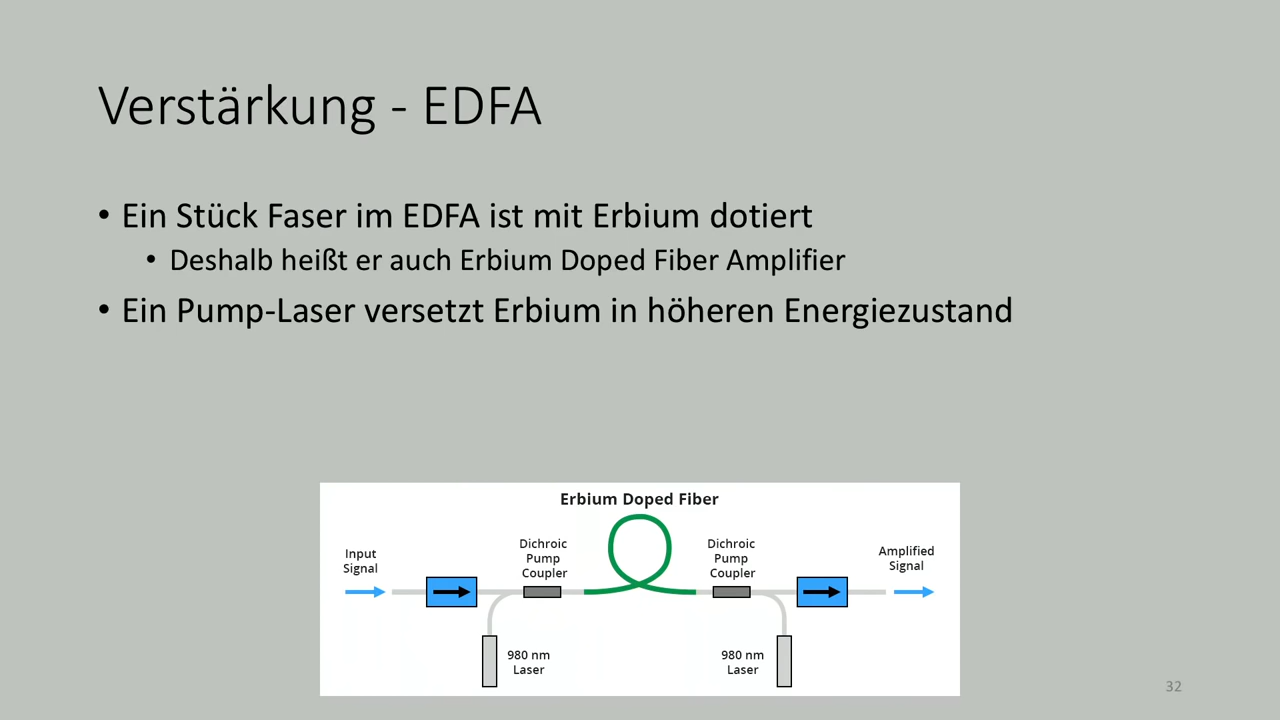 Verstärkung - EDFA
• Ein Stück Faser im EDFA ist mit Erbium dotiert
• Deshalb heißt er auch Erbium Doped Fiber Amplifier
• Ein Pump-Laser versetzt Erbium in höheren Energiezustand
Erbium Doped Fiber
Input
Signal
Dichroic
Pump
Coupler
Dichroic
Pump
Coupler
Amplified
Signal
980 nm
Laser
980 nm
Laser
32